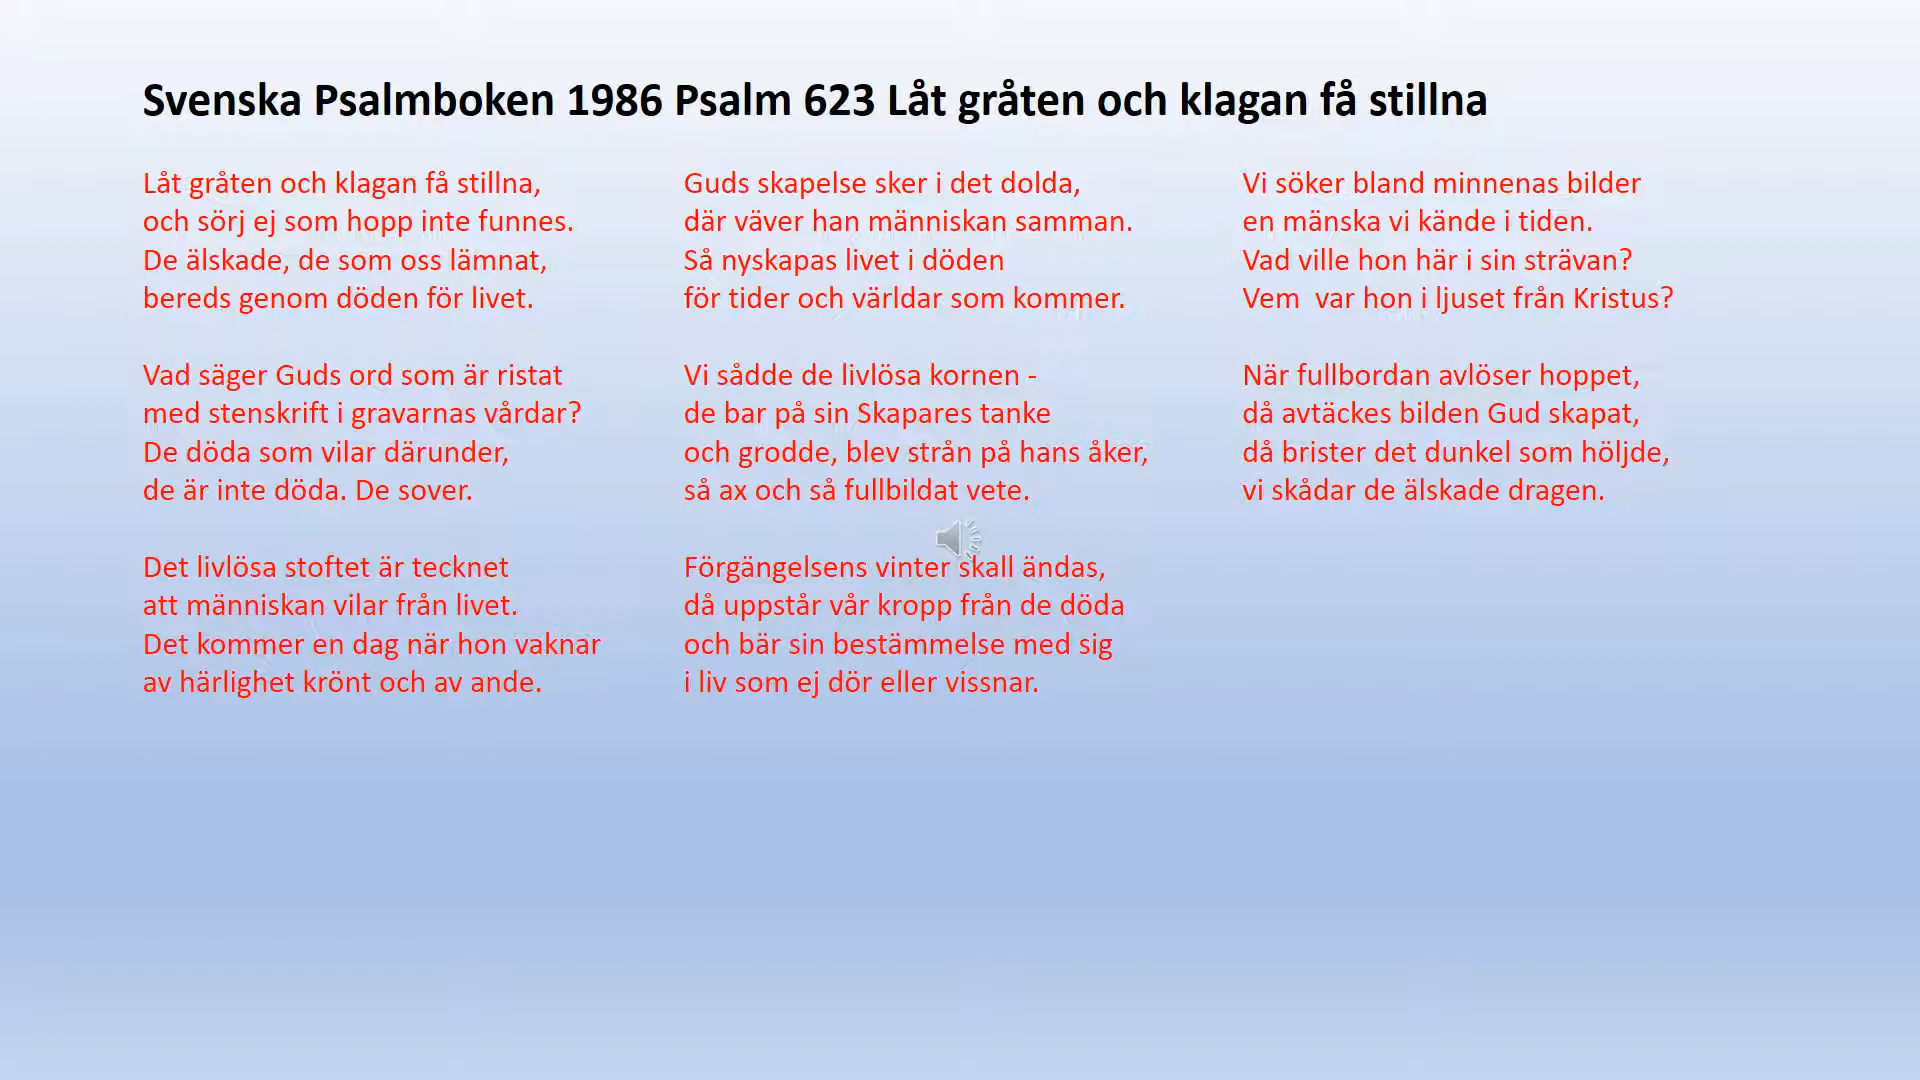 Svenska Psalmboken 1986 Psalm 623 Låt gråten och klagan få stillna
Låt gråten och klagan få stillna,
och sörj ej som hopp inte funnes.
De älskade, de som oss lämnat,
bereds genom döden för livet.
Vad säger Guds ord som är ristat
med stenskrift i gravarnas vårdar?
De döda som vilar därunder,
de är inte döda. De sover.
Det livlösa stoftet är tecknet
att människan vilar från livet.
Det kommer en dag när hon vaknar
av härlighet krönt och av ande.
Guds skapelse sker i det dolda,
där väver han människan samman.
Så nyskapas livet i döden
för tider och världar som kommer.
Vi sådde de livlösa kornen -
de bar på sin Skapares tanke
och grodde, blev strån på hans åker,
så ax och så fullbildat vete.
Förgängelsens vinter skall ändas,
då uppstår vår kropp från de döda
och bär sin bestämmelse med sig
i liv som ej dör eller vissnar.
Vi söker bland minnenas bilder
en mänska vi kände i tiden.
Vad ville hon här i sin strävan?
Vem  var hon i ljuset från Kristus?
När fullbordan avlöser hoppet,
då avtäckes bilden Gud skapat,
då brister det dunkel som höljde,
vi skådar de älskade dragen.